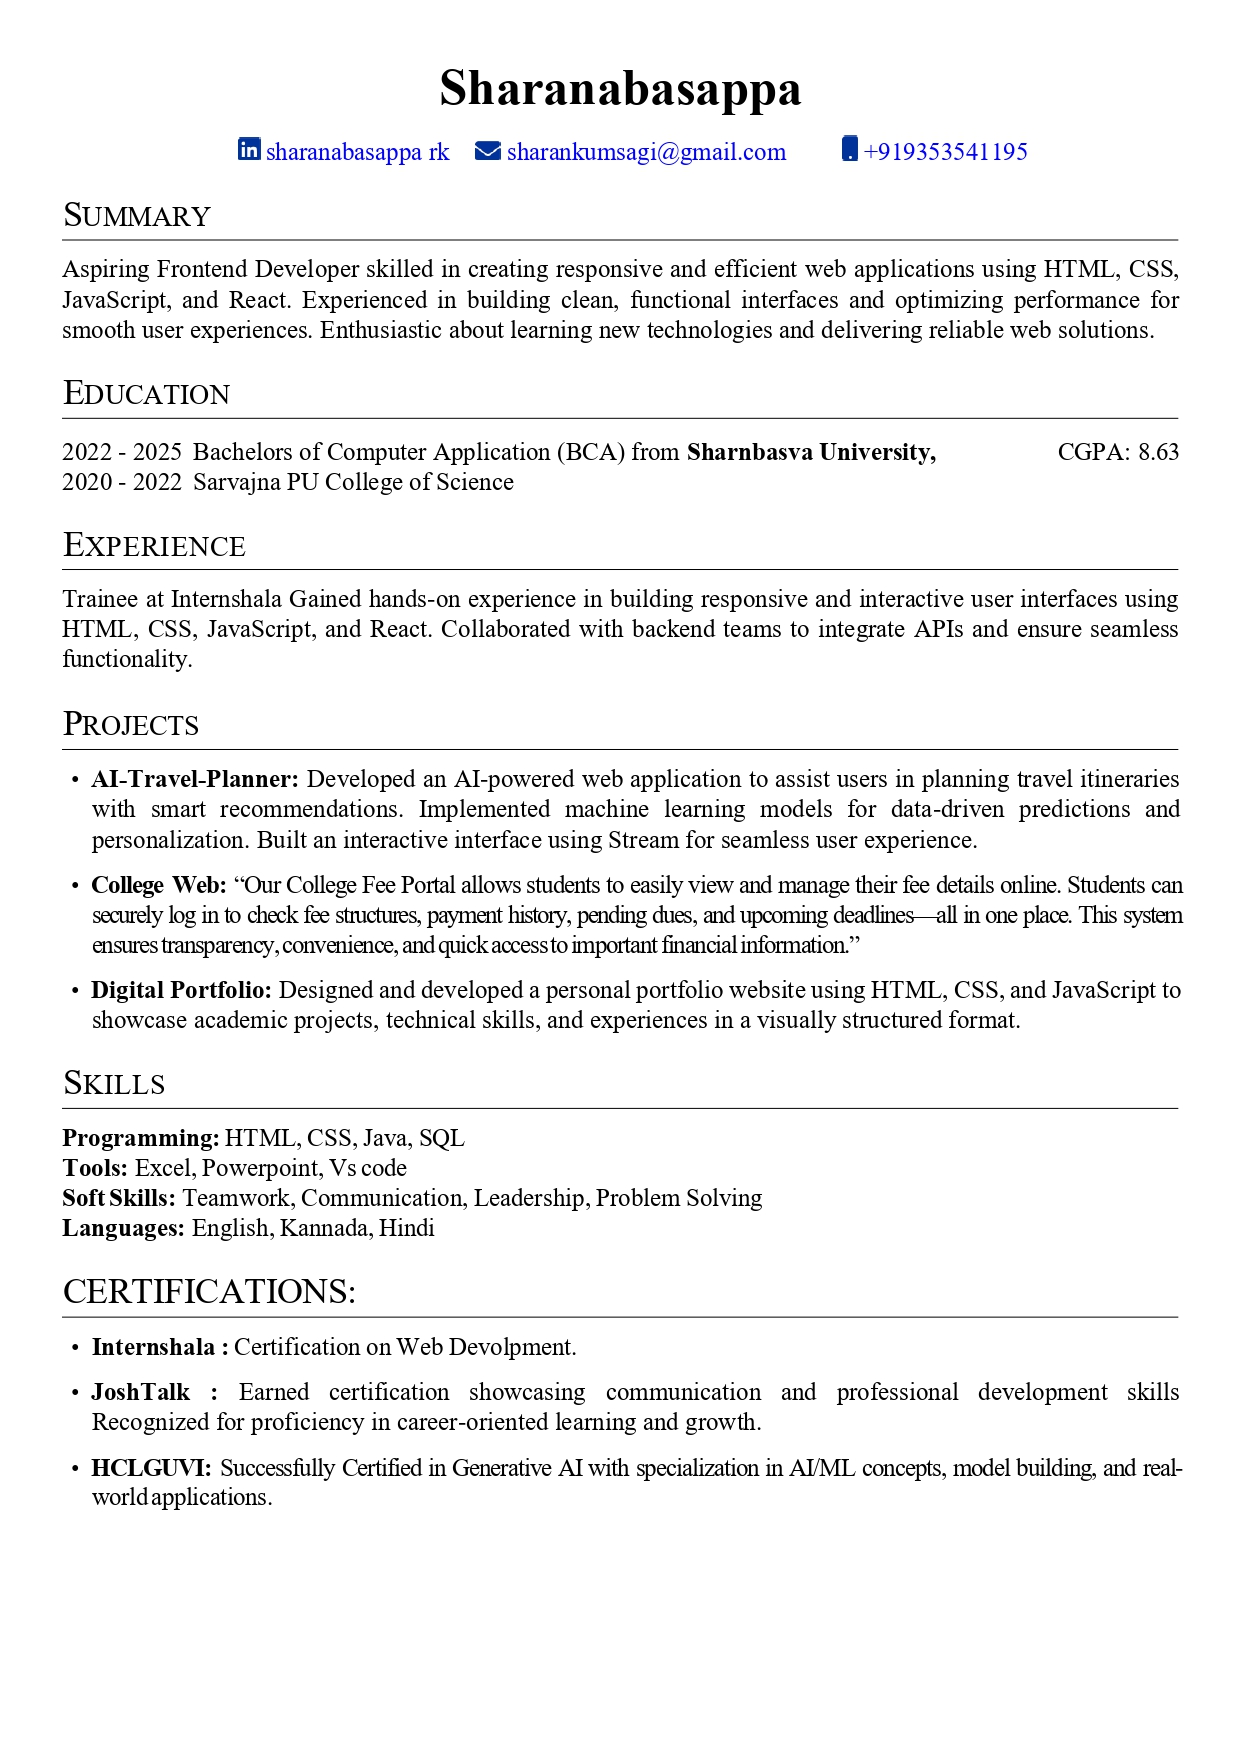 Sharanabasappa
sharanabasappa rk sharankumsagi@gmail.com +919353541195
SUMMARY
Aspiring Frontend Developer skilled in creating responsive and efficient web applications using HTML, CSS,
JavaScript, and React. Experienced in building clean, functional interfaces and optimizing performance for
smooth user experiences. Enthusiastic about learning new technologies and delivering reliable web solutions.
EDUCATION
2022 - 2025 Bachelors of Computer Application (BCA) from Sharnbasva University, CGPA: 8.63
2020 - 2022 Sarvajna PU College of Science
EXPERIENCE
Trainee at Internshala Gained hands-on experience in building responsive and interactive user interfaces using
HTML, CSS, JavaScript, and React. Collaborated with backend teams to integrate APIs and ensure seamless
functionality.
PROJECTS
• AI-Travel-Planner: Developed an AI-powered web application to assist users in planning travel itineraries
with smart recommendations. Implemented machine learning models for data-driven predictions and
personalization. Built an interactive interface using Stream for seamless user experience.
• College Web: “Our College Fee Portal allows students to easily view and manage their fee details online. Students can
securely log in to check fee structures, payment history, pending dues, and upcoming deadlines—all in one place. This system
ensures transparency, convenience, and quick access to important financial information.”
• Digital Portfolio: Designed and developed a personal portfolio website using HTML, CSS, and JavaScript to
showcase academic projects, technical skills, and experiences in a visually structured format.
SKILLS
Programming: HTML, CSS, Java, SQL
Tools: Excel, Powerpoint, Vs code
Soft Skills: Teamwork, Communication, Leadership, Problem Solving
Languages: English, Kannada, Hindi
CERTIFICATIONS:
• Internshala : Certification on Web Devolpment.
• JoshTalk : Earned certification showcasing communication and professional development skills
Recognized for proficiency in career-oriented learning and growth.
• HCLGUVI: Successfully Certified in Generative AI with specialization in AI/ML concepts, model building, and real-
world applications.